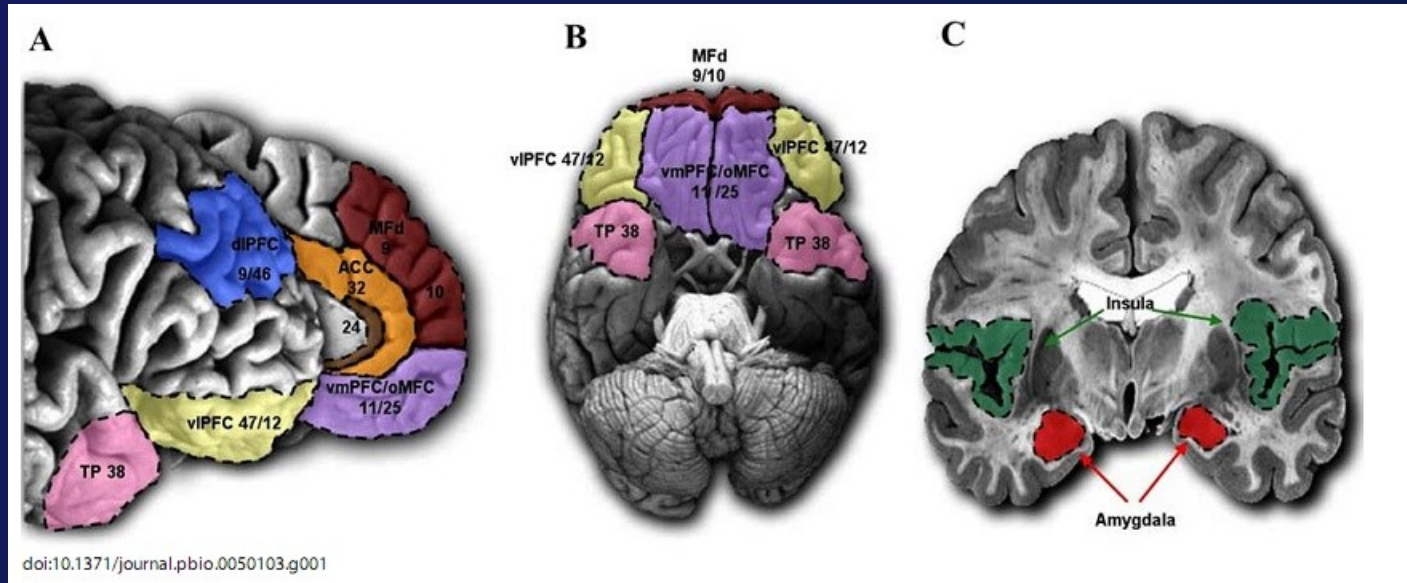 A
MFd
9
dlPFC
9/46
ACC
32
10
24
vmPFC/oMFC
11/25
vlPFC 47/12
TP 38
B
MFd
9/10
vlPFC 47/12
vlPFC 47/12
vmPFC/oMFC
11/25
TP 38
TP 38
C
Insula
Amygdala
doi:10.1371/journal.pbio.0050103.g001